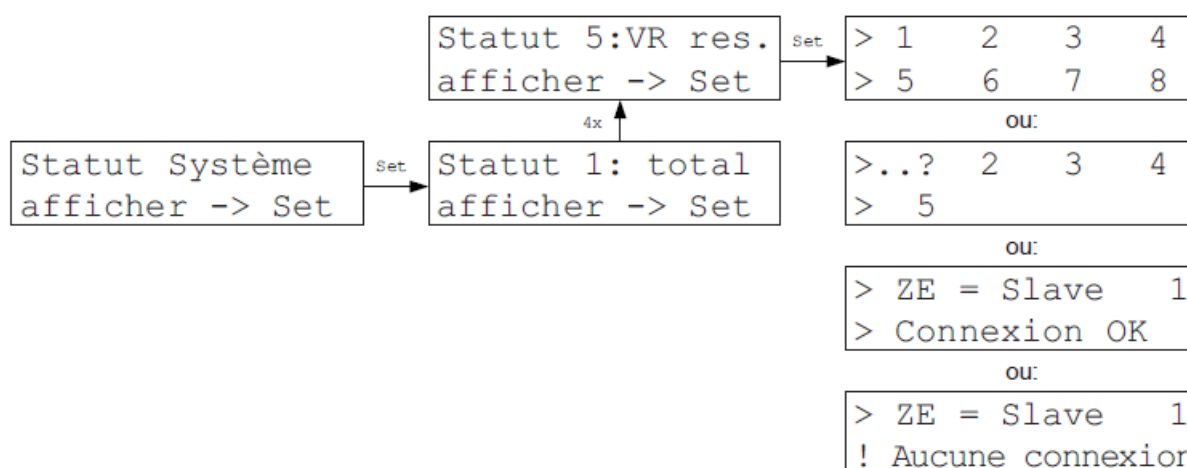 Statut 5:VR res.
afficher -> Set
Set
> 1 2 3 4
> 5 6 7 8
4x
ou:
Statut Système
afficher -> Set
Set
Statut 1: total
afficher -> Set
>..? 2 3 4
> 5
ou:
> ZE = Slave 1
> Connexion OK
ou:
> ZE = Slave 1
! Aucune connexion